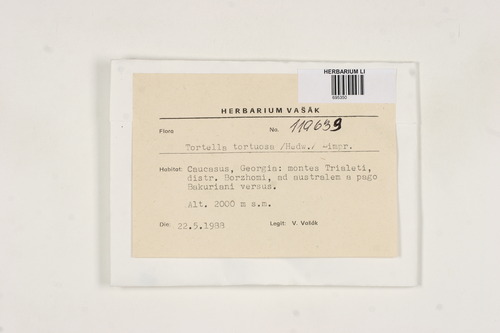 HERBARIUM LI
HERBARIUM VAŠÁK
Flora No. 119639
Tortella tortuosa /Hedw./ Limpr.
Habitat: Caucasus, Georgia: montes Trialeti,
distr. Borzhomi, ad australem a pago
Bakuriani versus.
Alt. 2000 m s.m.
Die: 22.5.1988 Legit: V. Vašák